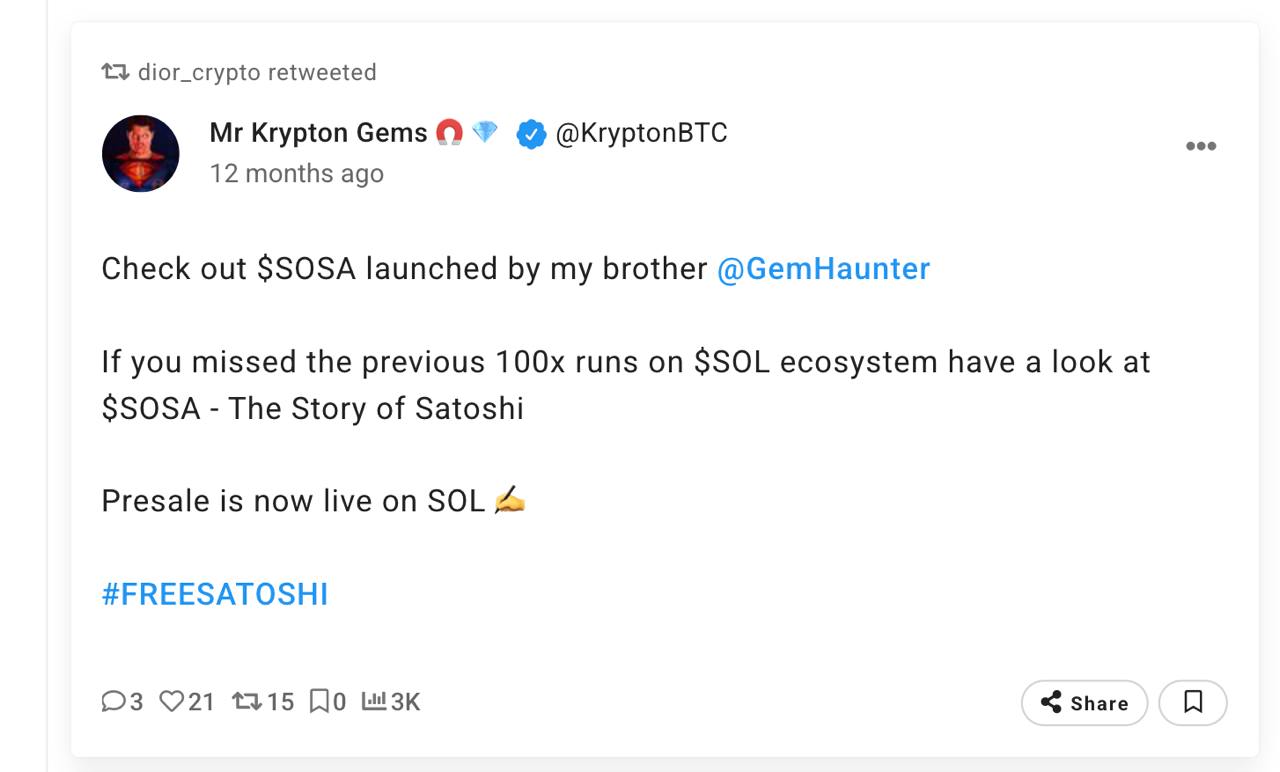 dior_crypto retweeted
Mr Krypton Gems 🧲 💎 @KryptonBTC
12 months ago
Check out $SOSA launched by my brother @GemHaunter
If you missed the previous 100x runs on $SOL ecosystem have a look at
$SOSA - The Story of Satoshi
Presale is now live on SOL ✍️
#FREESATOSHI
3 21 15 0 3K Share